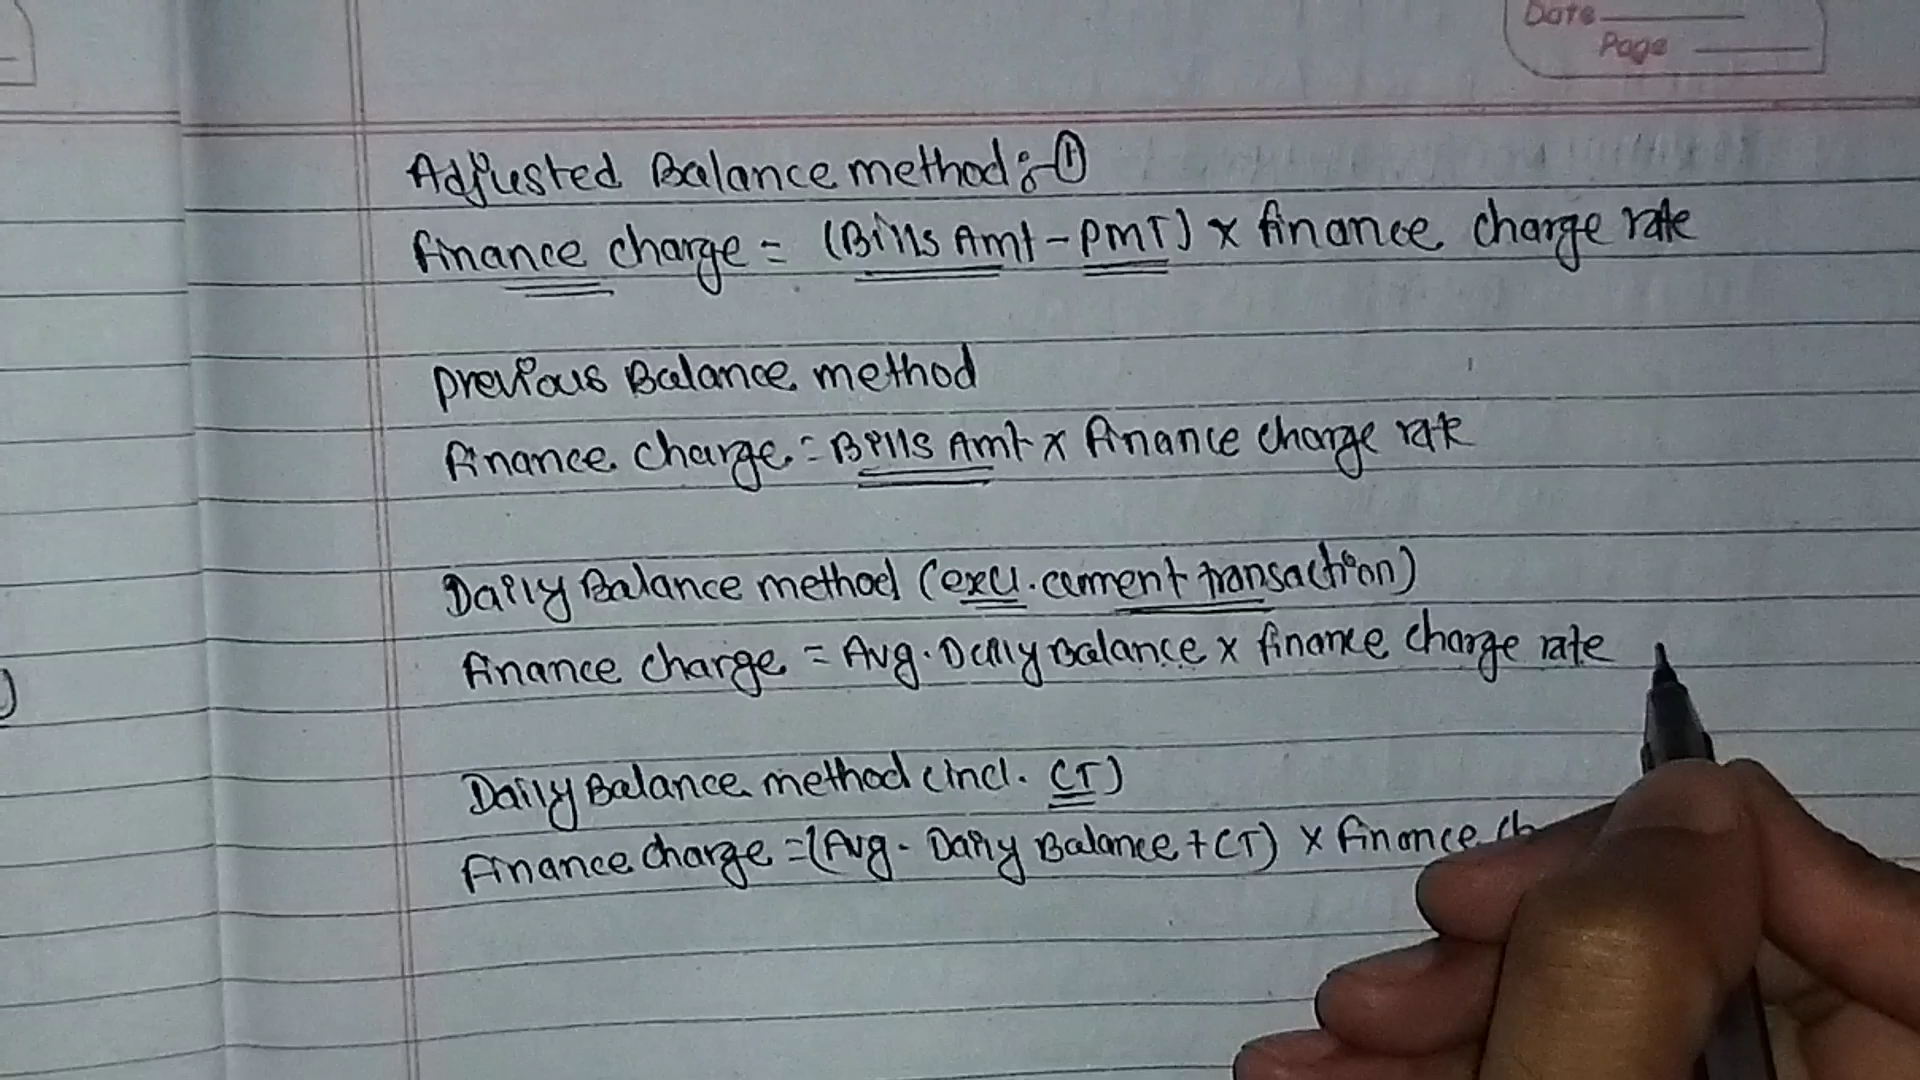 Date
Page
Adjusted Balance method:-①
finance charge = (Bills Amt - PMT) x finance charge rate
previous Balance method
finance charge = Bills Amt x finance charge rate
Daily Balance method (exu. current transaction)
finance charge = Avg. Daily Balance x finance charge rate
Daily Balance method (incl. CT)
finance charge = (Avg. Daily Balance + CT) x finance ch